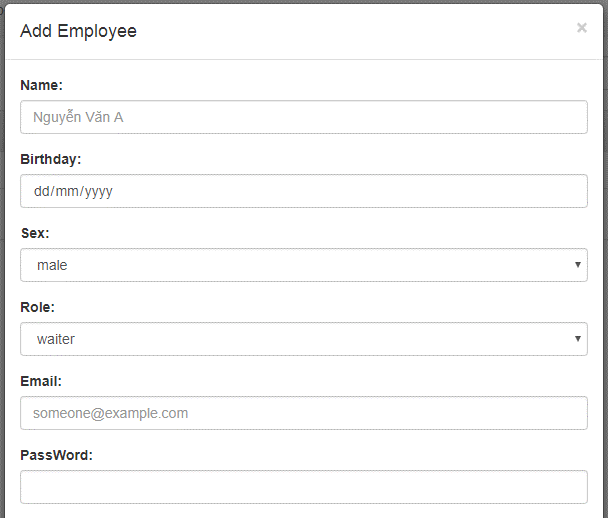 Add Employee ×
Name:
Nguyễn Văn A
Birthday:
dd/mm/yyyy
Sex:
male
Role:
waiter
Email:
someone@example.com
PassWord: